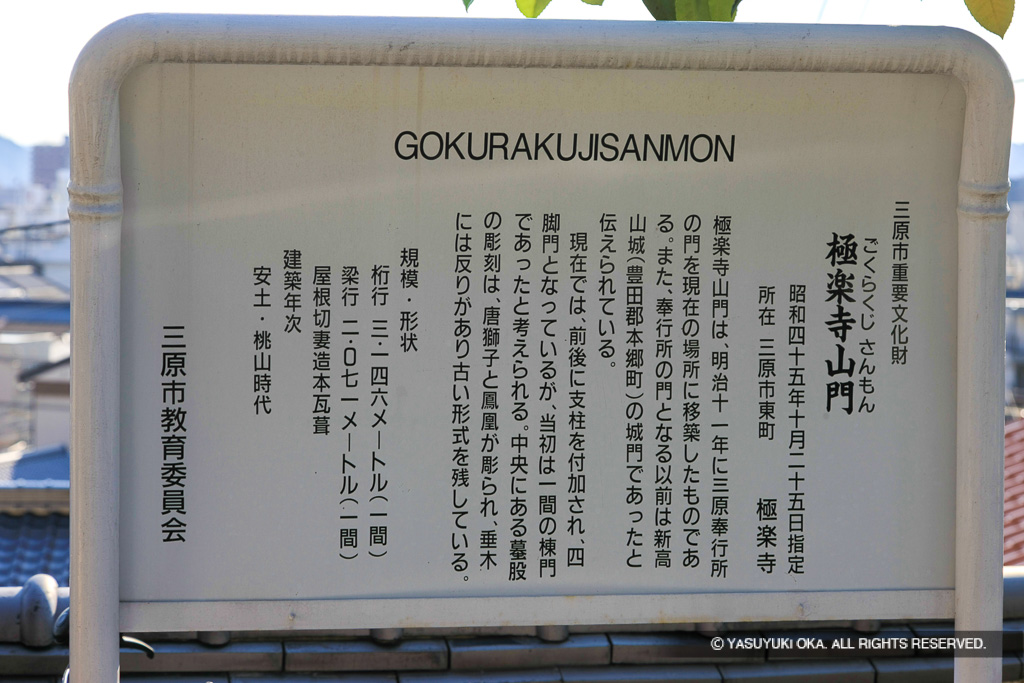 GOKURAKUJISANMON
三原市重要文化財
ごくらくじ さんもん
極楽寺山門
昭和四十五年十月二十五日指定
所在 三原市東町 極楽寺
極楽寺山門は、明治十一年に三原奉行所
の門を現在の場所に移築したものであ
る。また、奉行所の門となる以前は新高
山城(豊田郡本郷町)の城門であったと
伝えられている。
現在では、前後に支柱を付加され、四
脚門となっているが、当初は一間の棟門
であったと考えられる。中央にある蟇股
の彫刻は、唐獅子と鳳凰が彫られ、垂木
には反りがあり古い形式を残している。
規模・形状
桁行 三・一四六メートル(一間)
梁行 二・〇七一メートル(一間)
屋根切妻造本瓦葺
建築年次
安土・桃山時代
三原市教育委員会
© YASUYUKI OKA. ALL RIGHTS RESERVED.